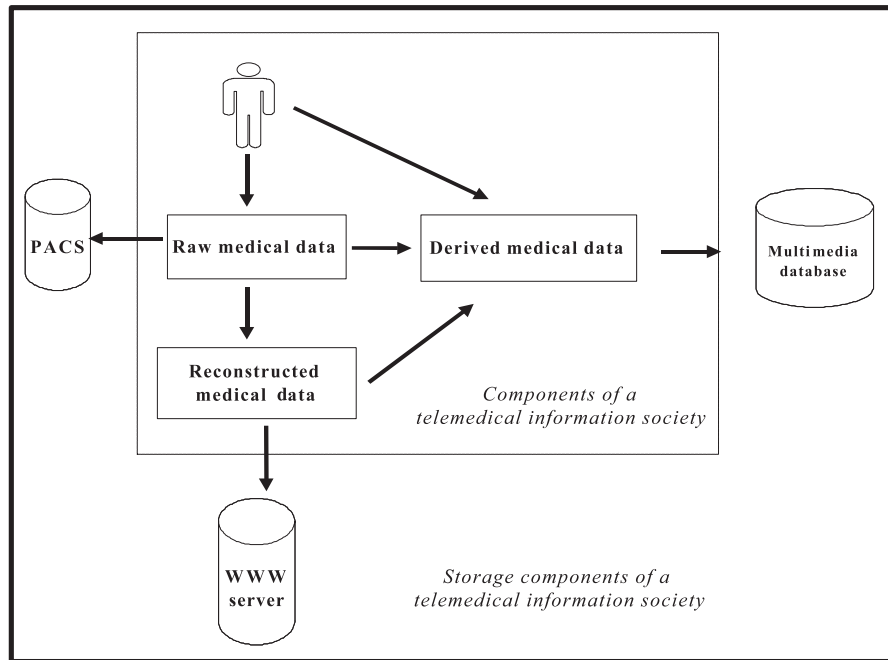 PACS
Raw medical data
Derived medical data
Multimedia
database
Reconstructed
medical data
Components of a
telemedical information society
WWW
server
Storage components of a
telemedical information society